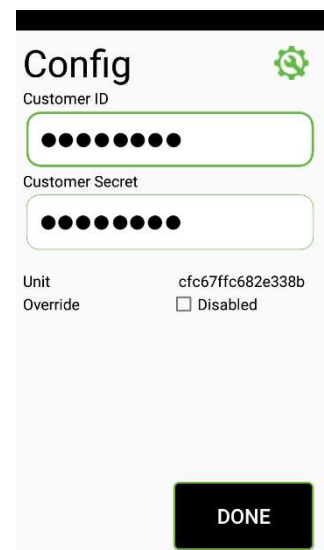 Config
Customer ID
●●●●●●●●
Customer Secret
●●●●●●●●
Unit cfc67ffc682e338b
Override Disabled
DONE